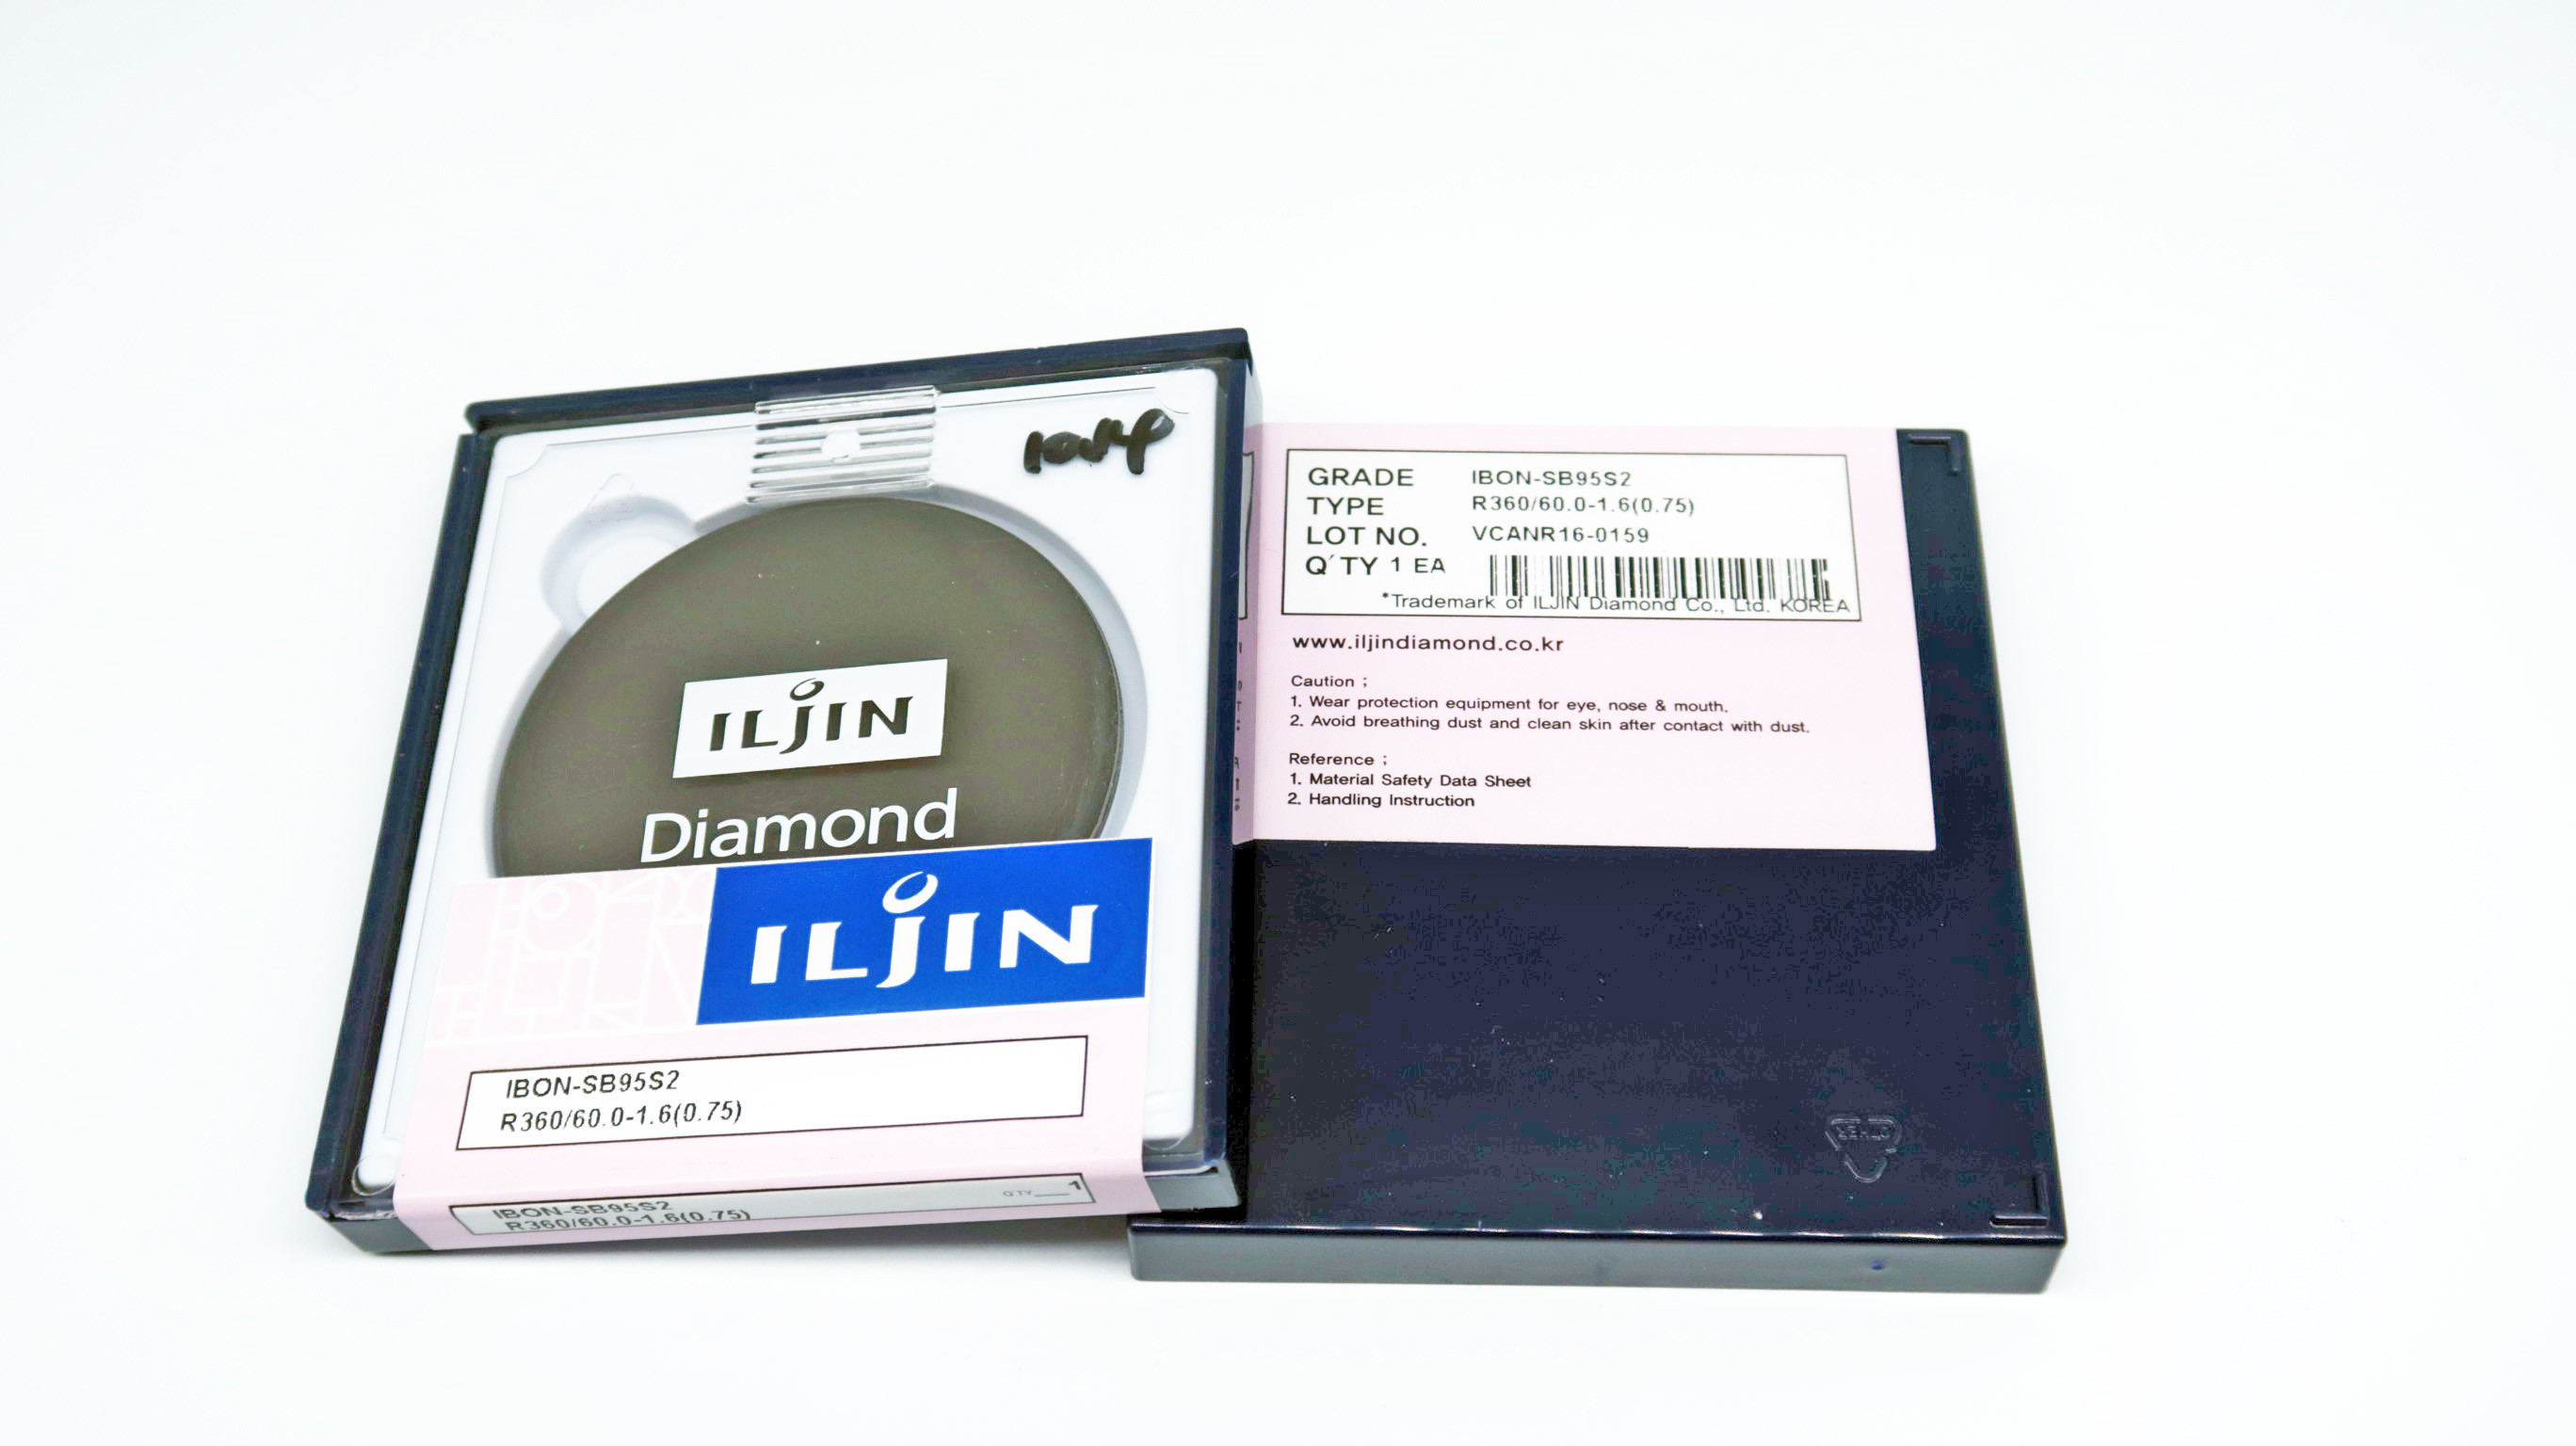 ILJIN
Diamond
ILJIN
IBON-SB95S2
R360/60.0-1.6(0.75)
IBON-SB95S2
R360/60.0-1.6(0.75)
QTY 1
GRADE IBON-SB95S2
TYPE R360/60.0-1.6(0.75)
LOT NO. VCANR16-0159
Q´TY 1 EA
*Trademark of ILJIN Diamond Co., Ltd. KOREA
www.iljindiamond.co.kr
Caution ;
1. Wear protection equipment for eye, nose & mouth.
2. Avoid breathing dust and clean skin after contact with dust.
Reference ;
1. Material Safety Data Sheet
2. Handling Instruction